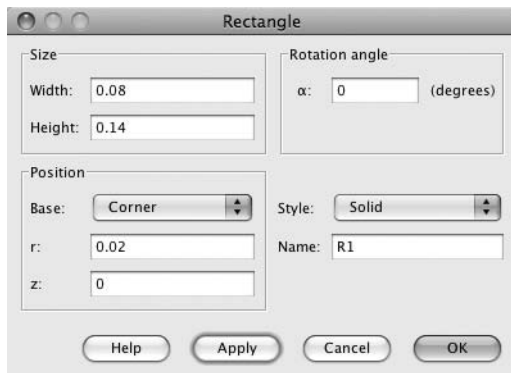 Rectangle
Size
Width: 0.08
Height: 0.14
Rotation angle
α: 0 (degrees)
Position
Base: Corner
r: 0.02
z: 0
Style: Solid
Name: R1
Help Apply Cancel OK